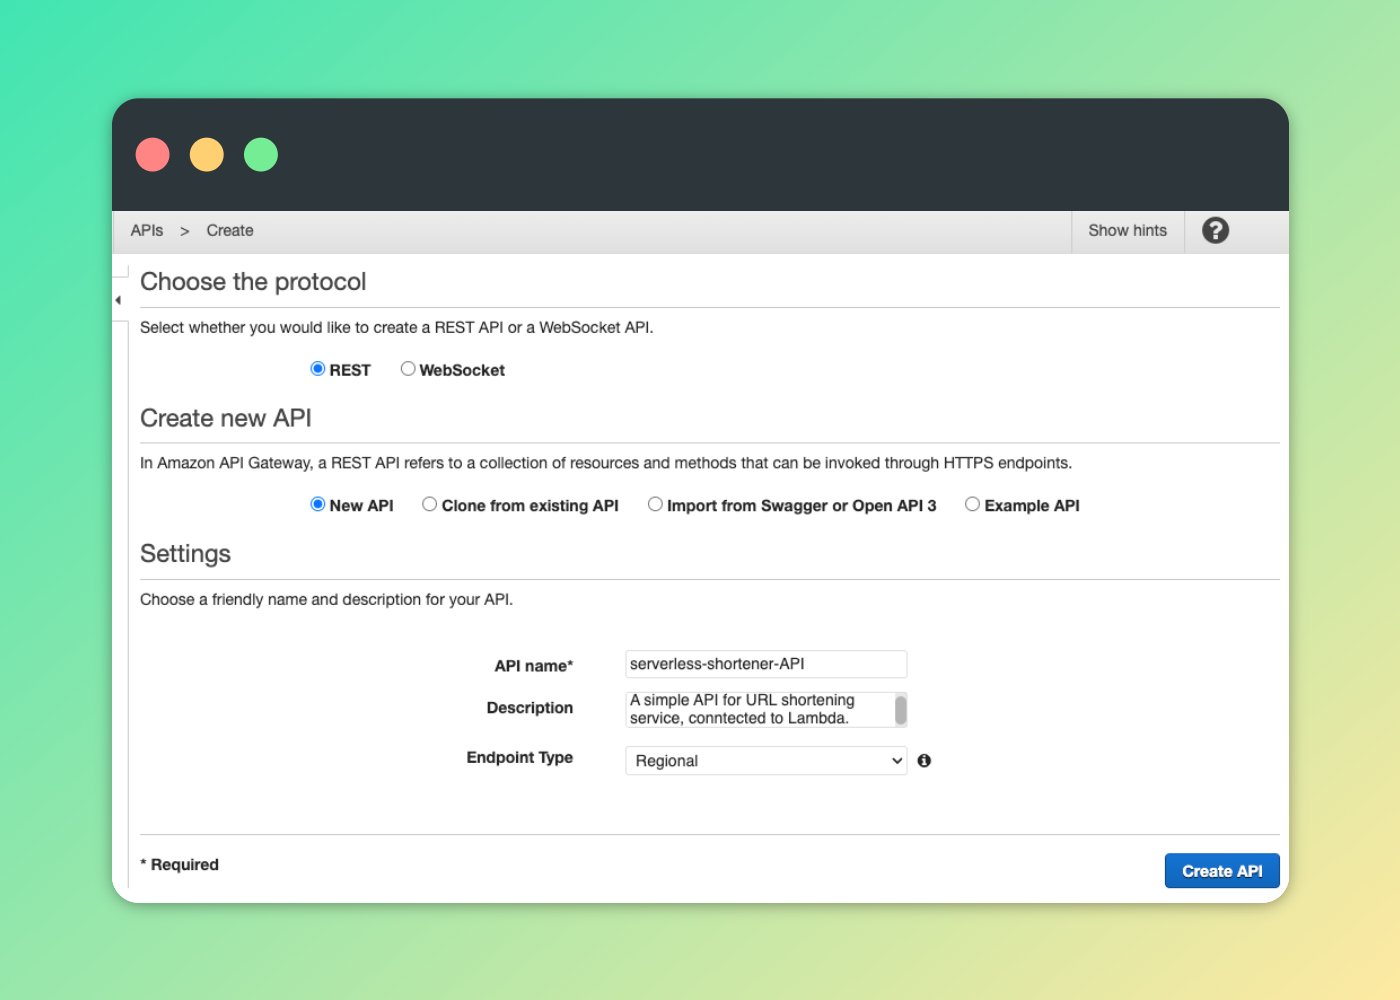 APIs > Create
Show hints
Choose the protocol
Select whether you would like to create a REST API or a WebSocket API.
REST WebSocket
Create new API
In Amazon API Gateway, a REST API refers to a collection of resources and methods that can be invoked through HTTPS endpoints.
New API Clone from existing API Import from Swagger or Open API 3 Example API
Settings
Choose a friendly name and description for your API.
API name* serverless-shortener-API
Description A simple API for URL shortening
service, conntected to Lambda.
Endpoint Type Regional
* Required
Create API